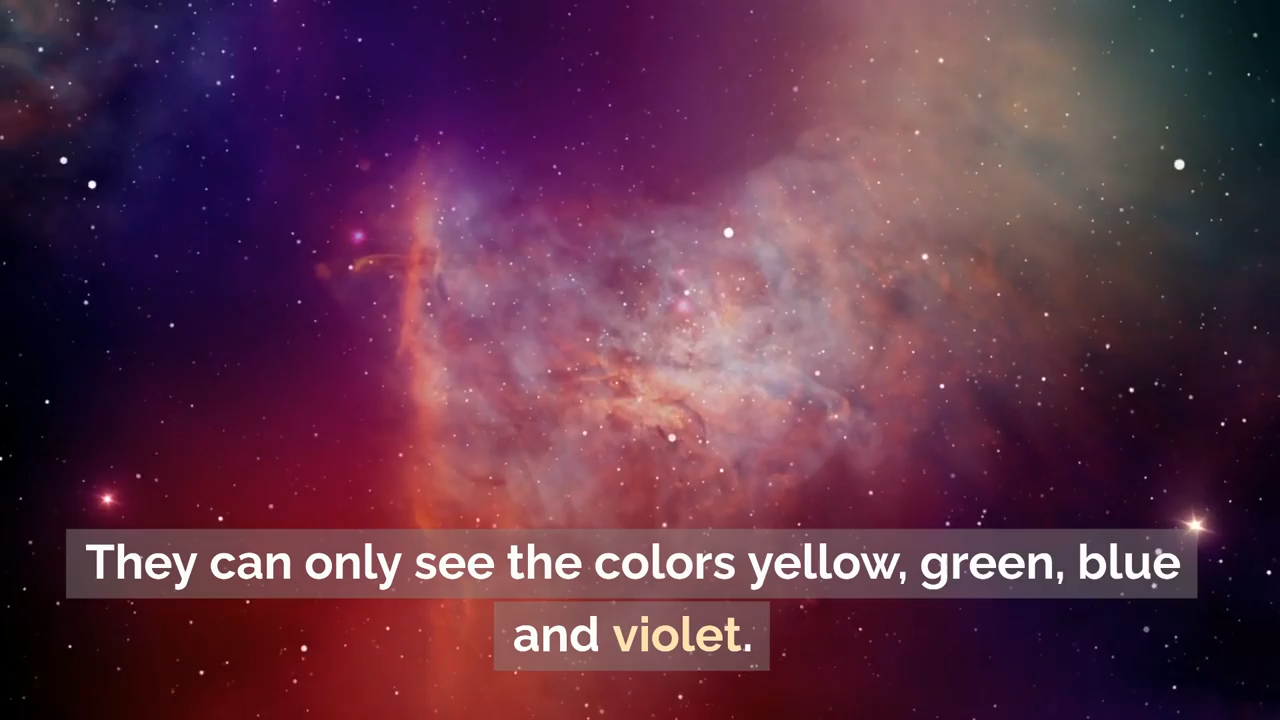 They can only see the colors yellow, green, blue
and violet.